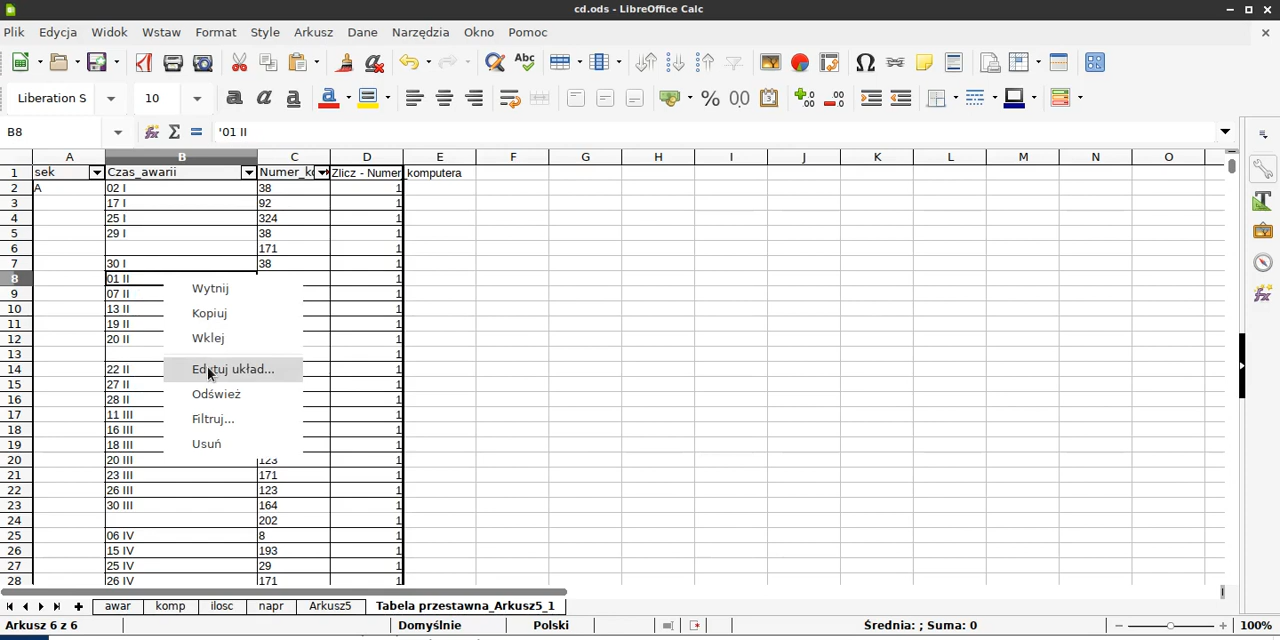 cd.ods - LibreOffice Calc
Plik Edycja Widok Wstaw Format Style Arkusz Dane Narzędzia Okno Pomoc
Liberation S 10
B8 '01 II
A B C D E F G H I J K L M N O
1 sek Czas_awarii Numer_ko Zlicz - Numer komputera
2 A 02 I 38 1
3 17 I 92 1
4 25 I 324 1
5 29 I 38 1
6 171 1
7 30 I 38 1
8 01 II 1
Wytnij
9 07 II 1
10 13 II 1
Kopiuj
11 19 II 1
12 20 II 1
Wklej
13 1
14 22 II 1
Edytuj układ...
15 27 II 1
Odśwież
16 28 II 1
17 11 III 1
Filtruj...
18 16 III 1
19 18 III 1
Usuń
20 20 III 123 1
21 23 III 171 1
22 26 III 123 1
23 30 III 164 1
24 202 1
25 06 IV 8 1
26 15 IV 193 1
27 25 IV 29 1
28 26 IV 171 1
awar komp ilosc napr Arkusz5 Tabela przestawna_Arkusz5_1
Arkusz 6 z 6 Domyślnie Polski Średnia: ; Suma: 0 100%